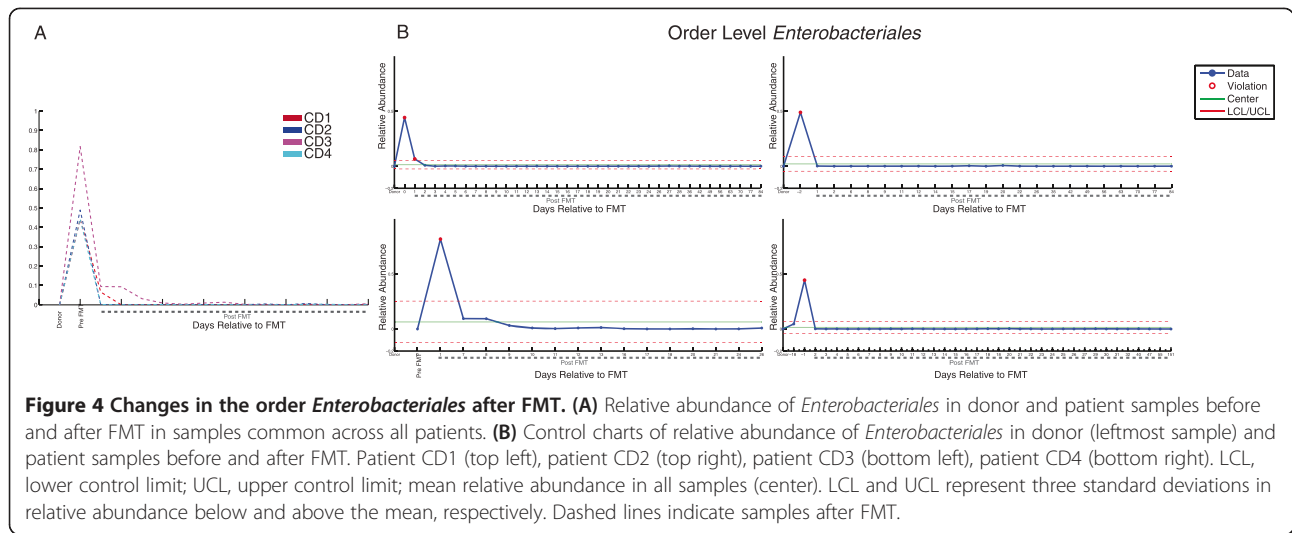 A
B
Order Level Enterobacteriales
1
0.9
0.8
0.7
0.6
0.5
0.4
0.3
0.2
0.1
0
CD1
CD2
CD3
CD4
Donor
Pre FMT
Post FMT
Days Relative to FMT
Relative Abundance
Post FMT
Days Relative to FMT
Relative Abundance
Post FMT
Days Relative to FMT
Data
Violation
Center
LCL/UCL
Relative Abundance
Pre FMT
Post FMT
Days Relative to FMT
Relative Abundance
Post FMT
Days Relative to FMT
Figure 4 Changes in the order Enterobacteriales after FMT. (A) Relative abundance of Enterobacteriales in donor and patient samples before
and after FMT in samples common across all patients. (B) Control charts of relative abundance of Enterobacteriales in donor (leftmost sample) and
patient samples before and after FMT. Patient CD1 (top left), patient CD2 (top right), patient CD3 (bottom left), patient CD4 (bottom right). LCL,
lower control limit; UCL, upper control limit; mean relative abundance in all samples (center). LCL and UCL represent three standard deviations in
relative abundance below and above the mean, respectively. Dashed lines indicate samples after FMT.